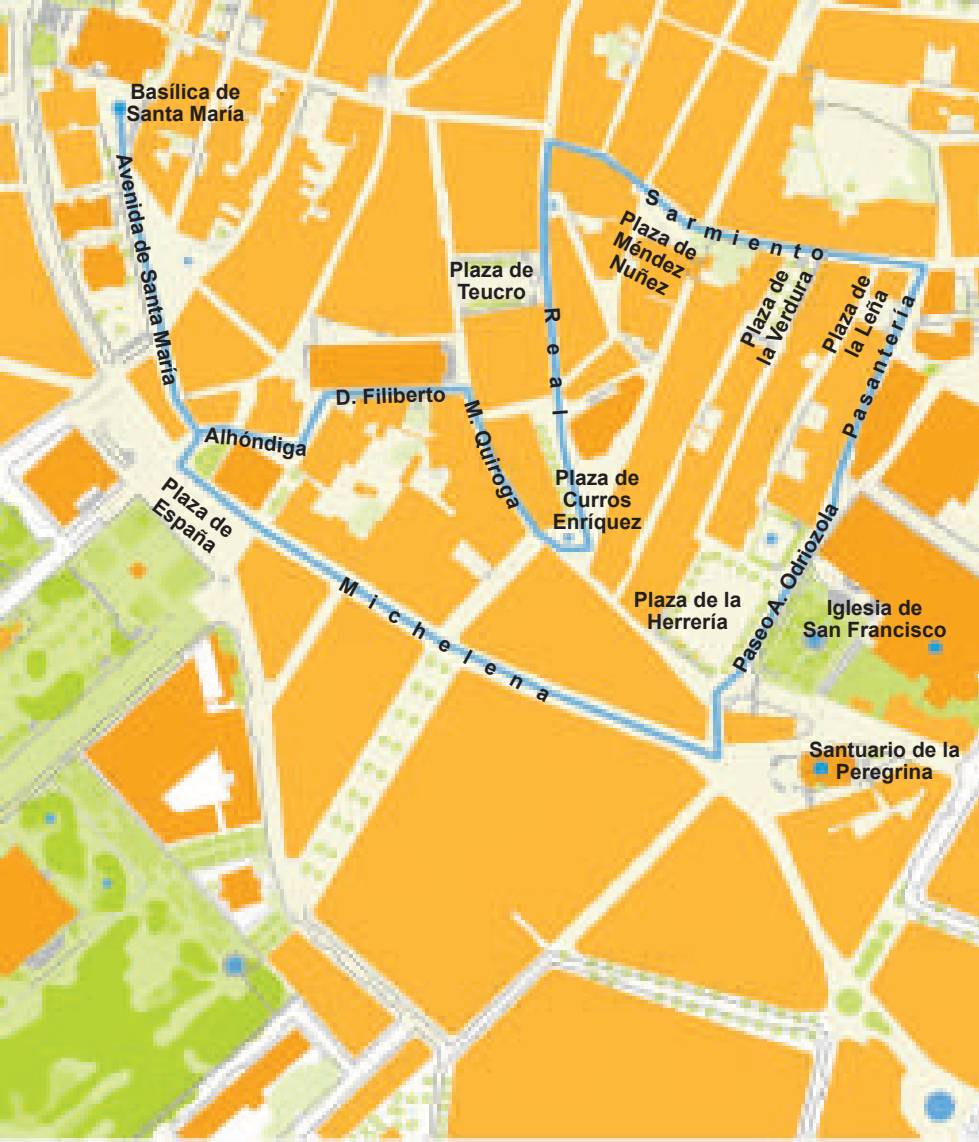 Basílica de
Santa María
Avenida de Santa María
Sarmiento
Plaza de
Méndez
Nuñez
Plaza de
Teucro
Plaza de
la Verdura
Plaza de
la Leña
Real
Pasantería
D. Filiberto
Alhóndiga
M. Quiroga
Plaza de
Curros
Enríquez
Plaza de
España
Paseo A. Odriozola
Michelena
Plaza de la
Herrería
Iglesia de
San Francisco
Santuario de la
Peregrina